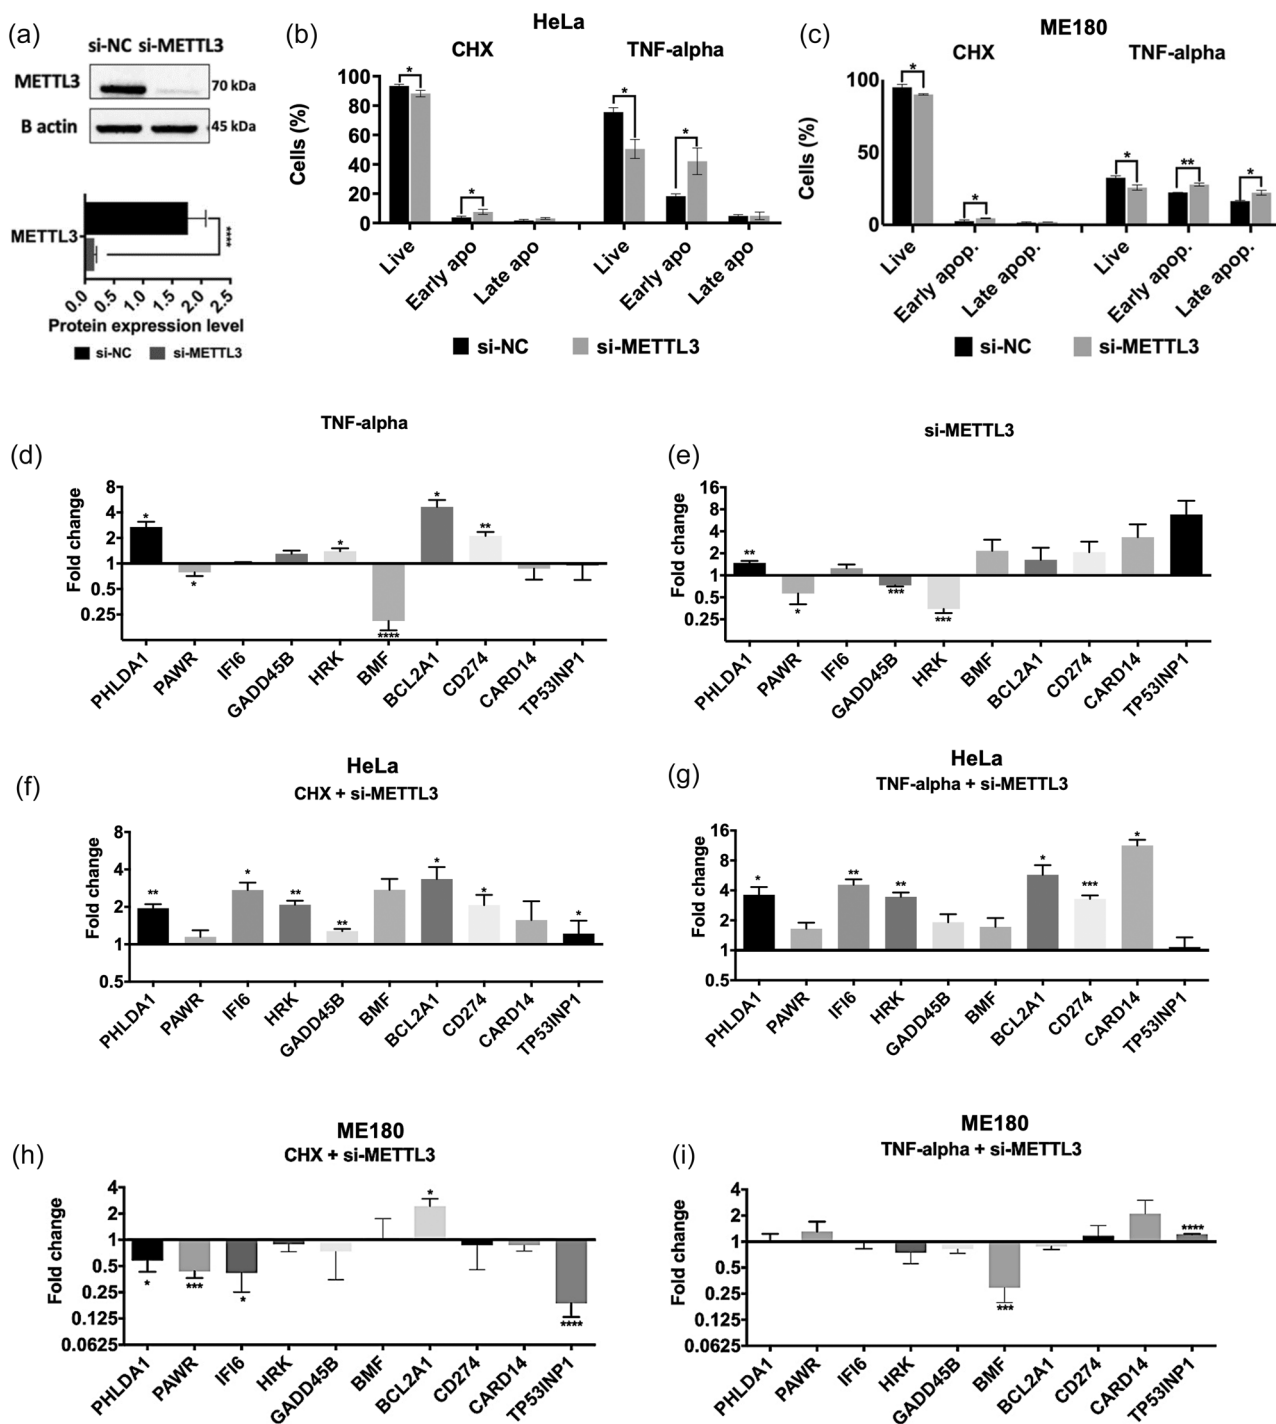 (a)
si-NC si-METTL3
METTL3
70 kDa
B actin
45 kDa
METTL3
****
0.0 0.5 1.0 1.5 2.0 2.5
Protein expression level
si-NC si-METTL3
(b)
HeLa
CHX TNF-alpha
Cells (%)
100
80
60
40
20
0
* * * *
Live Early apo Late apo Live Early apo Late apo
si-NC si-METTL3
(c)
ME180
CHX TNF-alpha
Cells (%)
100
50
0
* * * ** *
Live Early apop. Late apop. Live Early apop. Late apop.
si-NC si-METTL3
(d)
TNF-alpha
Fold change
8
4
2
1
0.5
0.25
* * * **** * **
PHLDA1 PAWR IFI6 GADD45B HRK BMF BCL2A1 CD274 CARD14 TP53INP1
(e)
si-METTL3
Fold change
16
8
4
2
1
0.5
0.25
** * *** ***
PHLDA1 PAWR IFI6 GADD45B HRK BMF BCL2A1 CD274 CARD14 TP53INP1
(f)
HeLa
CHX + si-METTL3
Fold change
8
4
2
1
0.5
** * ** ** * * *
PHLDA1 PAWR IFI6 HRK GADD45B BMF BCL2A1 CD274 CARD14 TP53INP1
(g)
HeLa
TNF-alpha + si-METTL3
Fold change
16
8
4
2
1
0.5
* ** ** * *** *
PHLDA1 PAWR IFI6 HRK GADD45B BMF BCL2A1 CD274 CARD14 TP53INP1
(h)
ME180
CHX + si-METTL3
Fold change
4
2
1
0.5
0.25
0.125
0.0625
* *** * * ****
PHLDA1 PAWR IFI6 HRK GADD45B BMF BCL2A1 CD274 CARD14 TP53INP1
(i)
ME180
TNF-alpha + si-METTL3
Fold change
4
2
1
0.5
0.25
0.125
0.0625
*** ****
PHLDA1 PAWR IFI6 HRK GADD45B BMF BCL2A1 CD274 CARD14 TP53INP1